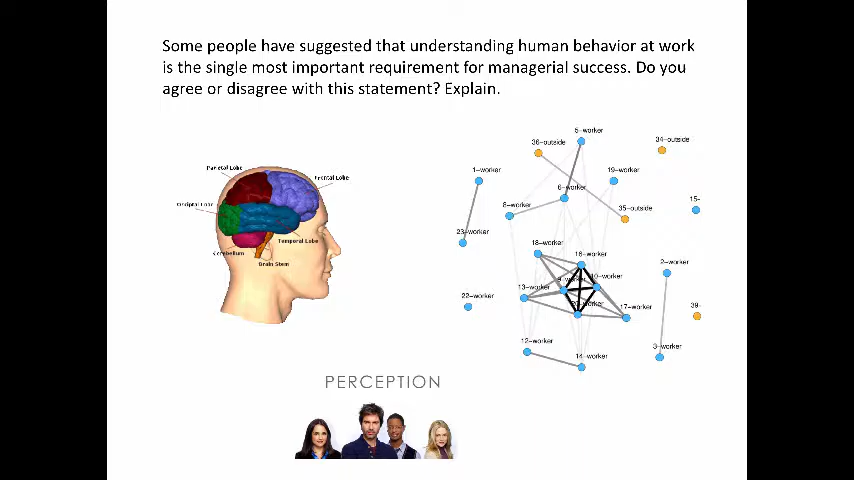 Some people have suggested that understanding human behavior at work
is the single most important requirement for managerial success. Do you
agree or disagree with this statement? Explain.
5-worker
36-outside
34-outside
Parietal Lobe
1-worker
19-worker
Frontal Lobe
6-worker
Occipital Lobe
8-worker
35-outside
15-
23-worker
Temporal Lobe
18-worker
Cerebellum
16-worker
Brain Stem
2-worker
13-worker
22-worker
17-worker
39-
12-worker
3-worker
14-worker
PERCEPTION